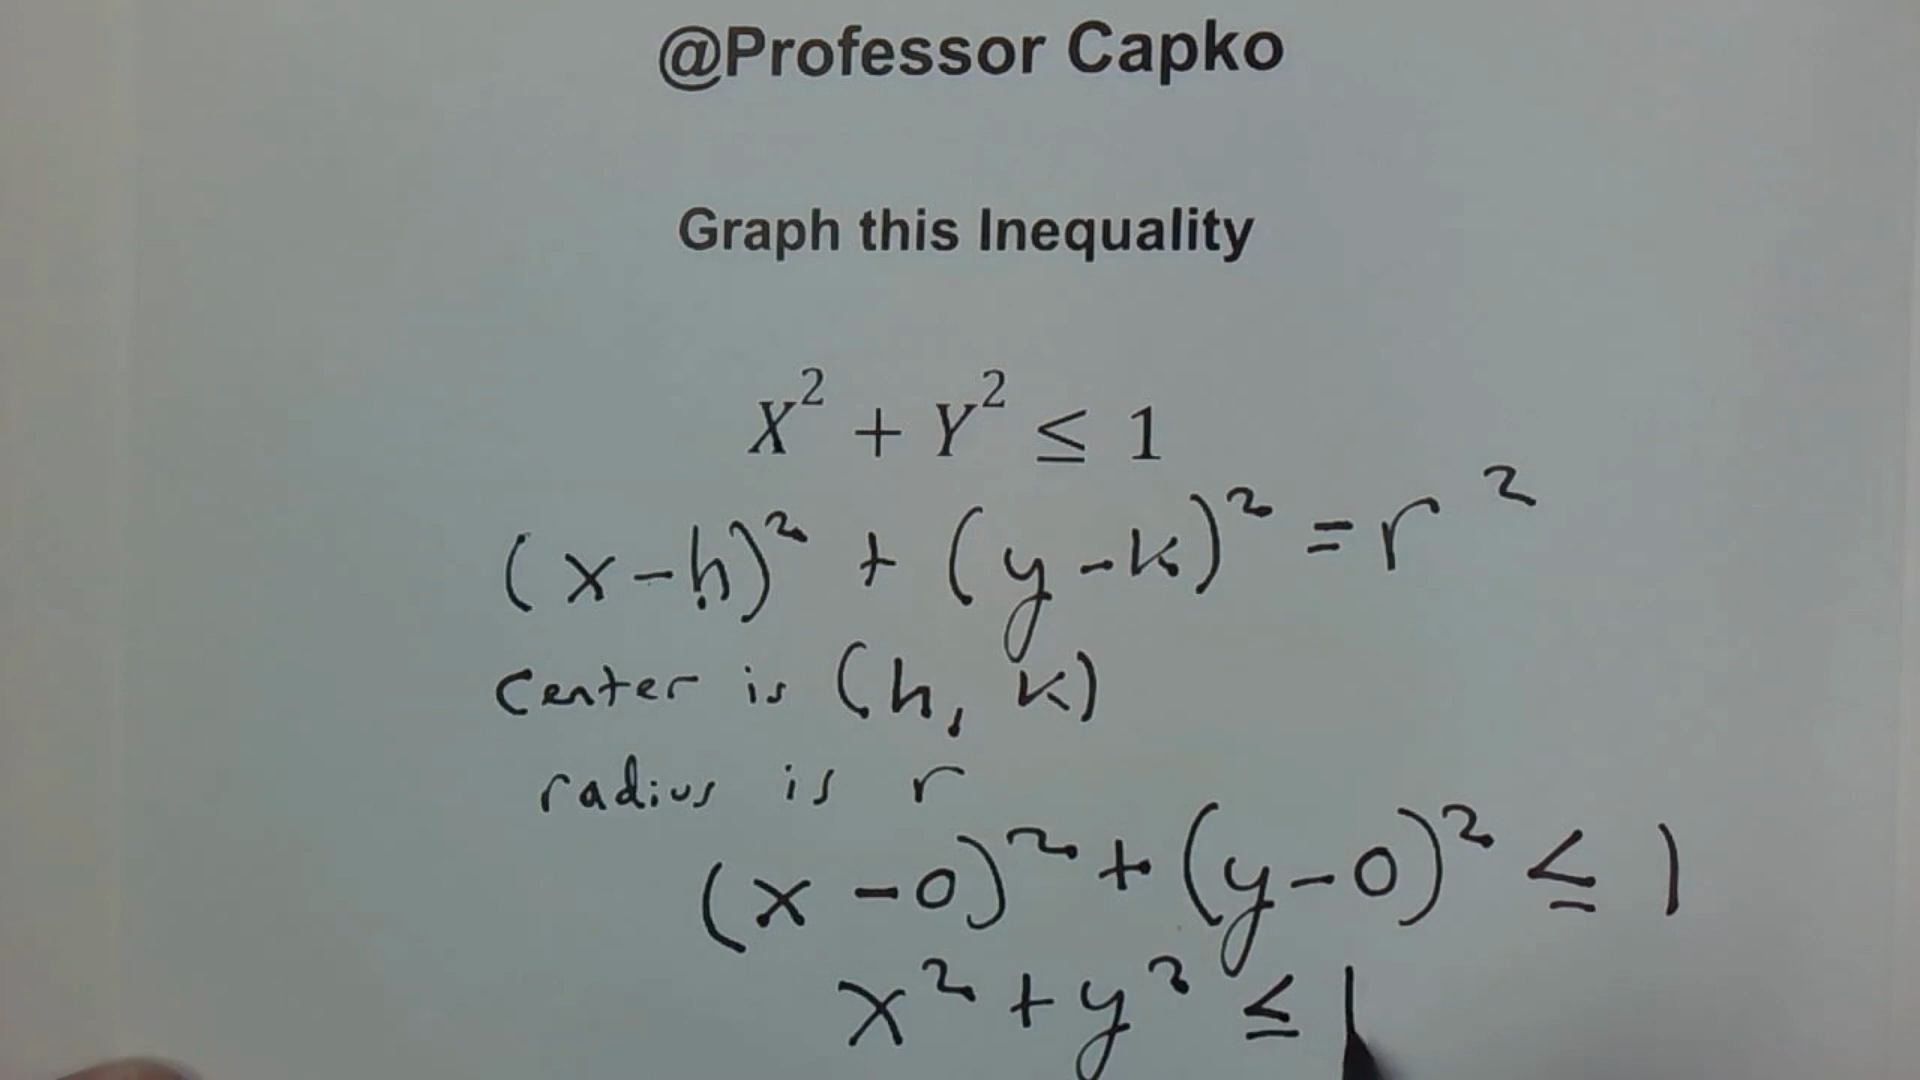 @Professor Capko
Graph this Inequality
X² + Y² ≤ 1
(x-h)² + (y-k)² = r²
center is (h, k)
radius is r
(x-0)² + (y-0)² ≤ 1
x² + y² ≤ 1